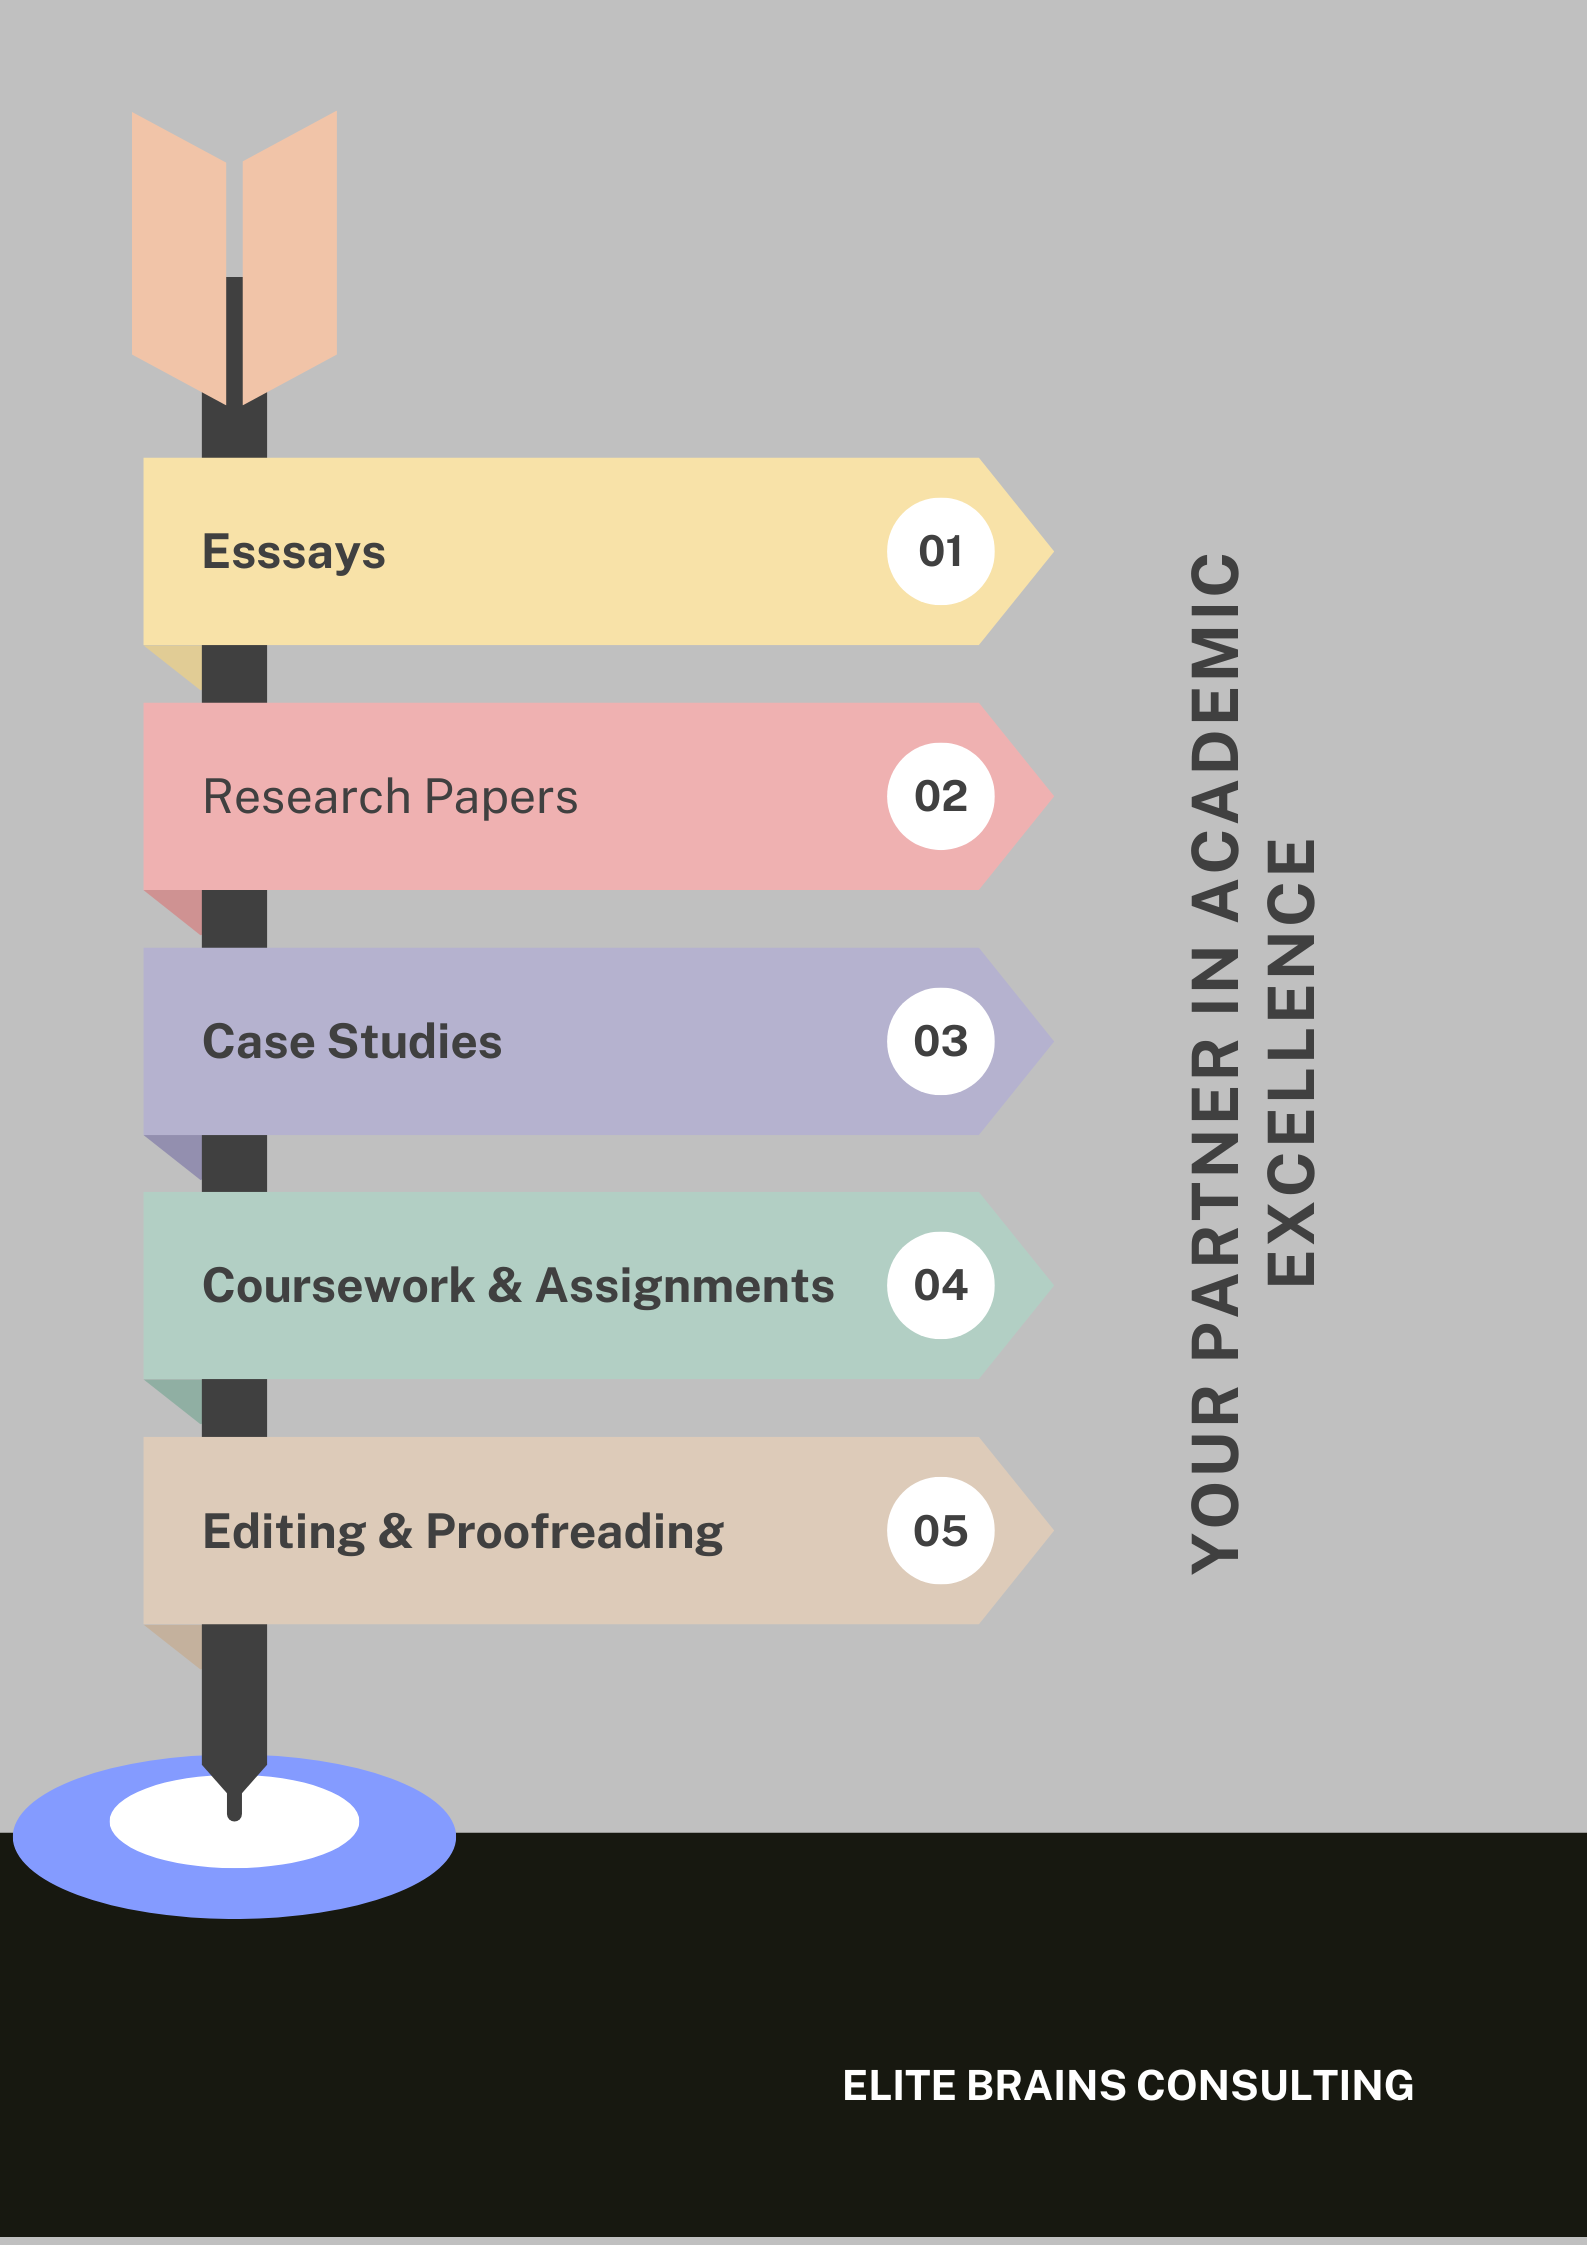 Esssays
01
Research Papers
02
Case Studies
03
Coursework & Assignments
04
Editing & Proofreading
05
YOUR PARTNER IN ACADEMIC
EXCELLENCE
ELITE BRAINS CONSULTING